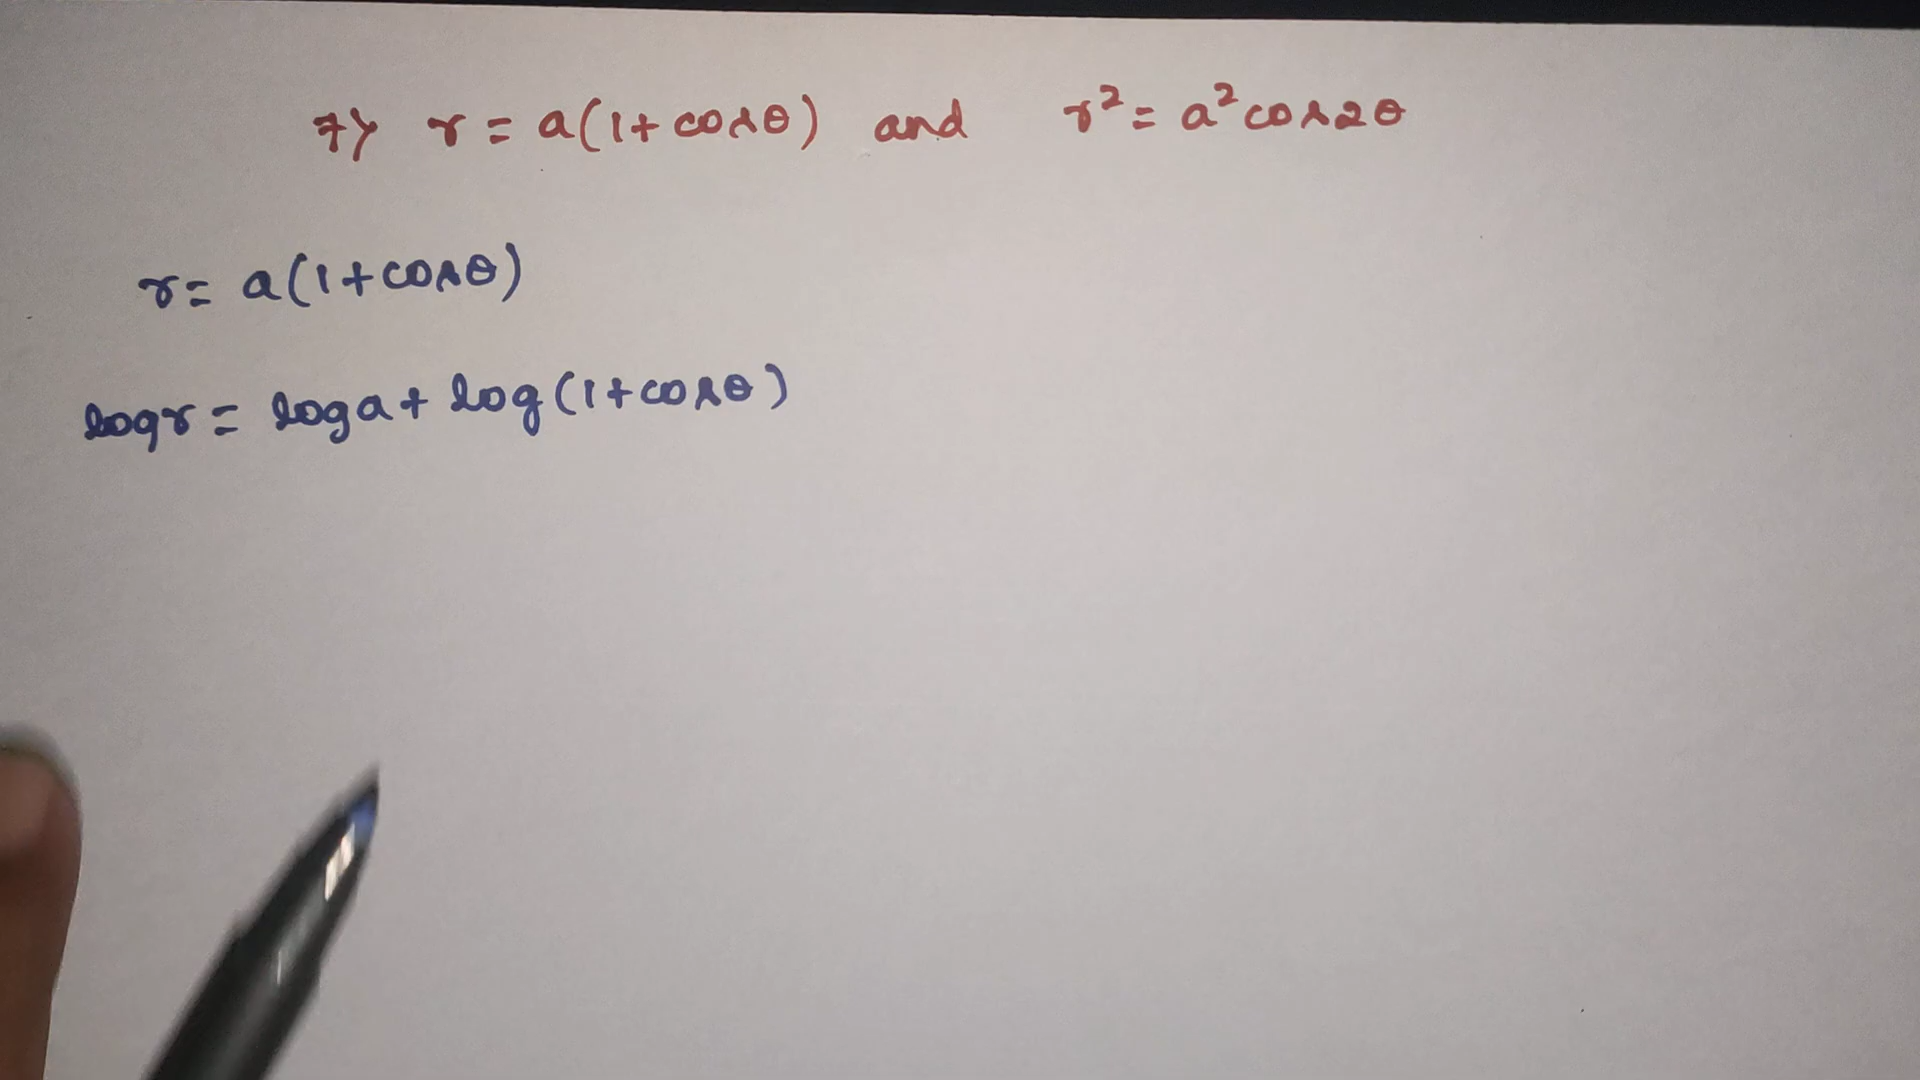 7) r = a(1+cosθ) and r² = a²cos2θ
r = a(1+cosθ)
logr = loga + log(1+cosθ)